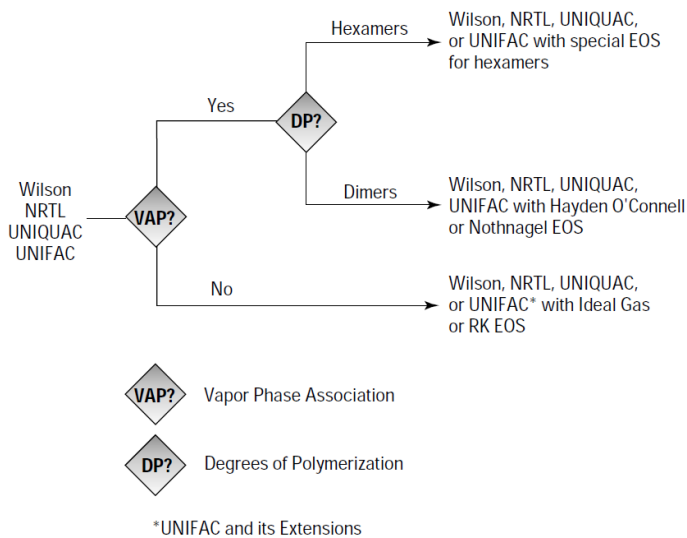 Hexamers
Wilson, NRTL, UNIQUAC,
or UNIFAC with special EOS
for hexamers
Yes
DP?
Wilson
NRTL
UNIQUAC
UNIFAC
VAP?
Dimers
Wilson, NRTL, UNIQUAC,
UNIFAC with Hayden O'Connell
or Nothnagel EOS
No
Wilson, NRTL, UNIQUAC,
or UNIFAC* with Ideal Gas
or RK EOS
VAP?
Vapor Phase Association
DP?
Degrees of Polymerization
*UNIFAC and its Extensions